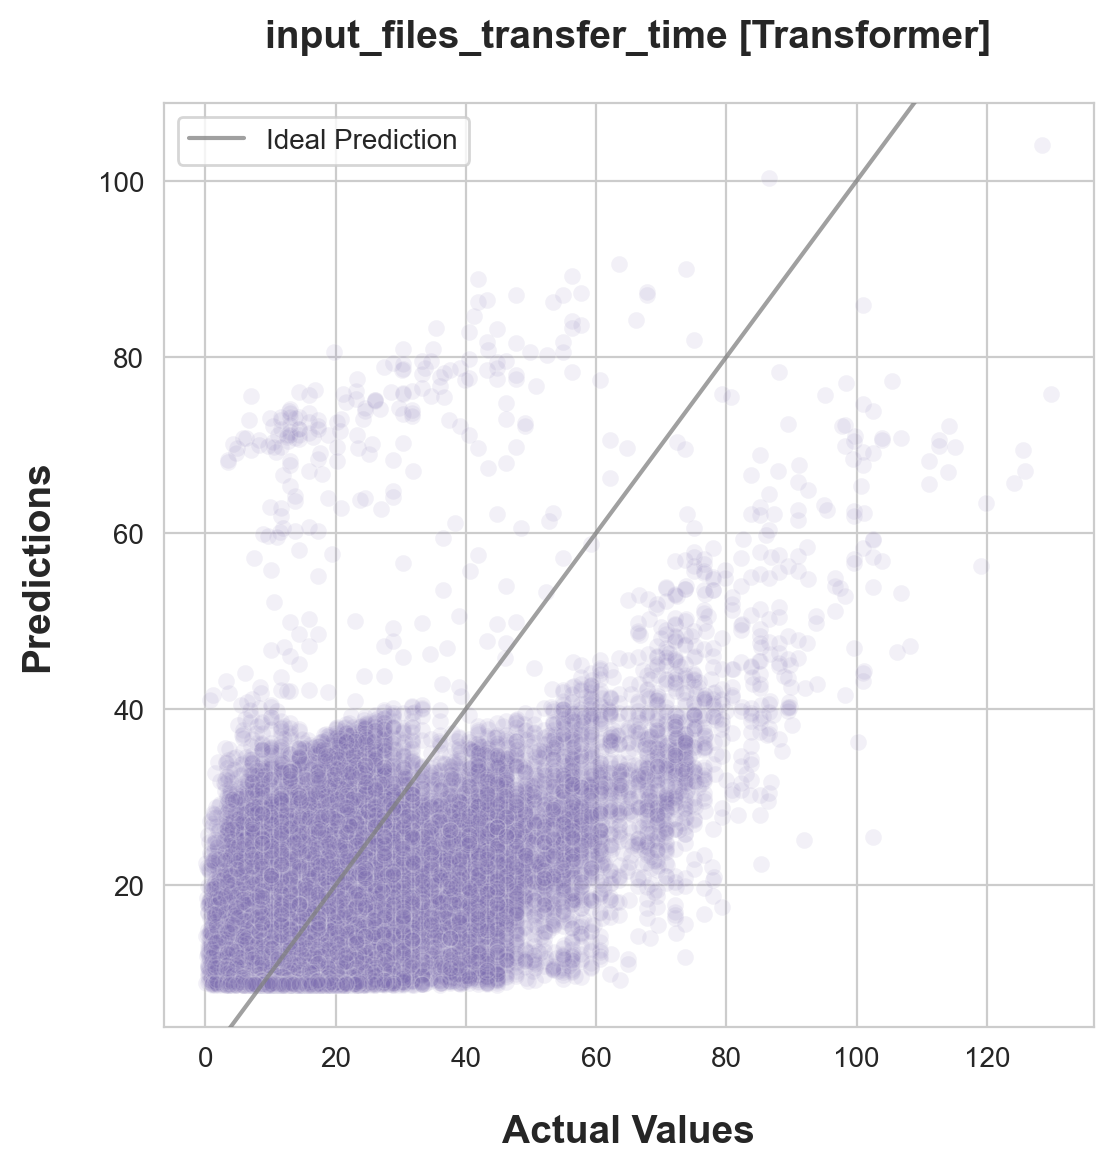 input_files_transfer_time [Transformer]
Ideal Prediction
100
80
60
40
20
Predictions
0 20 40 60 80 100 120
Actual Values